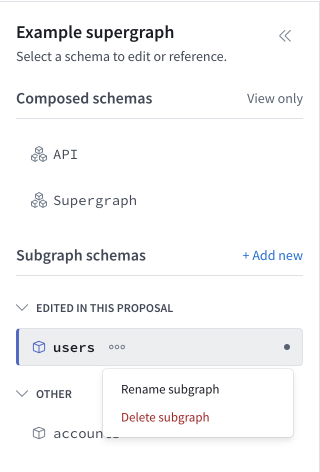 Example supergraph
Select a schema to edit or reference.
Composed schemas View only
API
Supergraph
Subgraph schemas + Add new
EDITED IN THIS PROPOSAL
users
Rename subgraph
Delete subgraph
OTHER